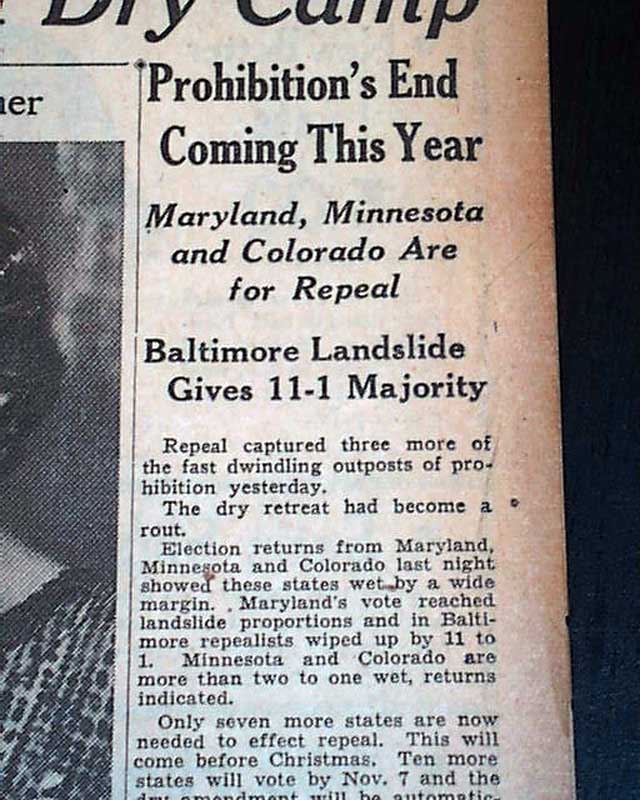 Dry Camp
ner
Prohibition's End
Coming This Year
Maryland, Minnesota
and Colorado Are
for Repeal
Baltimore Landslide
Gives 11-1 Majority
Repeal captured three more of
the fast dwindling outposts of pro-
hibition yesterday.
The dry retreat had become a
rout.
Election returns from Maryland,
Minnesota and Colorado last night
showed these states wet by a wide
margin. Maryland's vote reached
landslide proportions and in Balti-
more repealists wiped up by 11 to
1. Minnesota and Colorado are
more than two to one wet, returns
indicated.
Only seven more states are now
needed to effect repeal. This will
come before Christmas. Ten more
states will vote by Nov. 7 and the
dry amendment will be automatic-